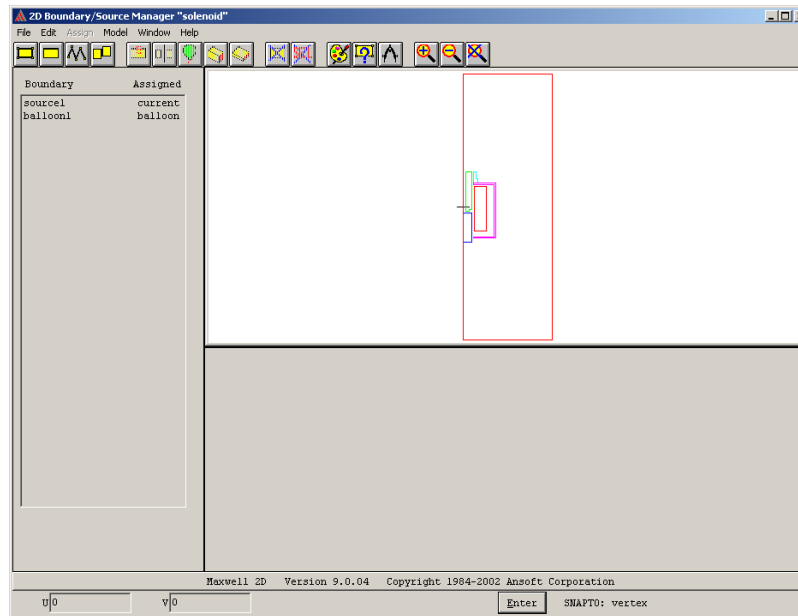 2D Boundary/Source Manager "solenoid"
File Edit Assign Model Window Help
Boundary Assigned
source1 current
balloon1 balloon
Maxwell 2D Version 9.0.04 Copyright 1984-2002 Ansoft Corporation
U 0 V 0 Enter SNAPTO: vertex